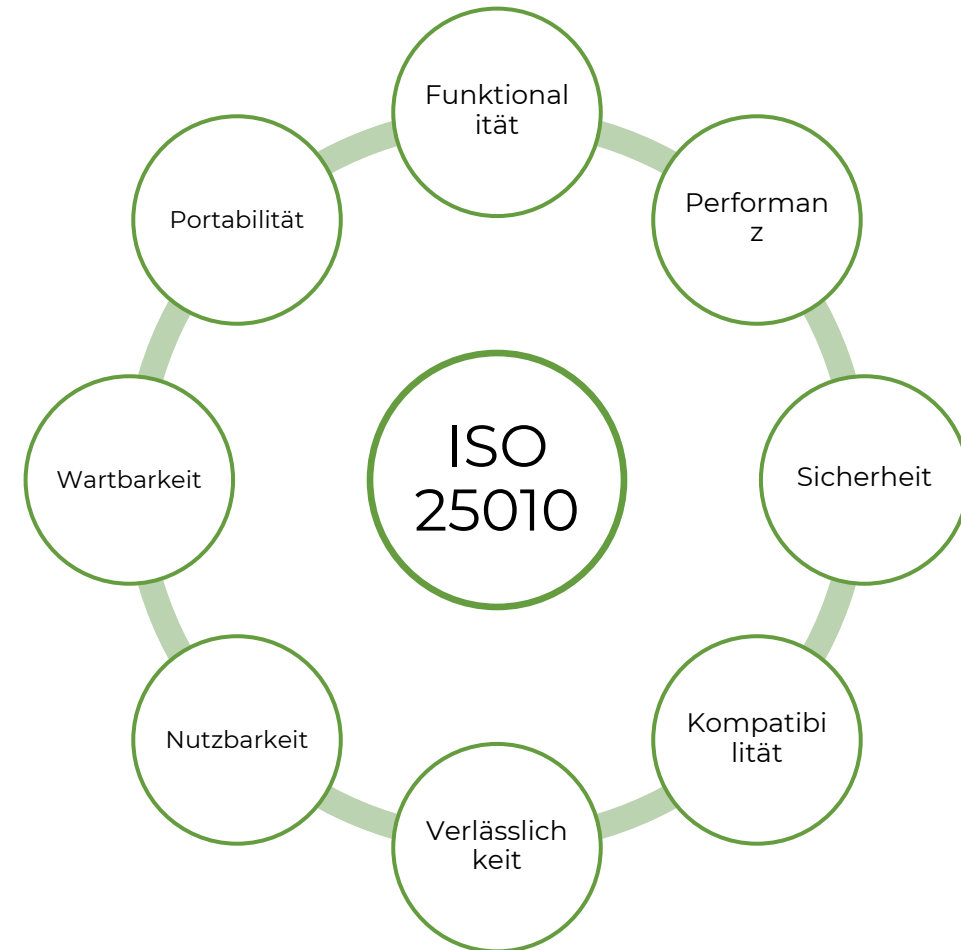 Funktional
ität
Performan
z
Sicherheit
Kompatibi
lität
Verlässlich
keit
Nutzbarkeit
Wartbarkeit
Portabilität
ISO
25010